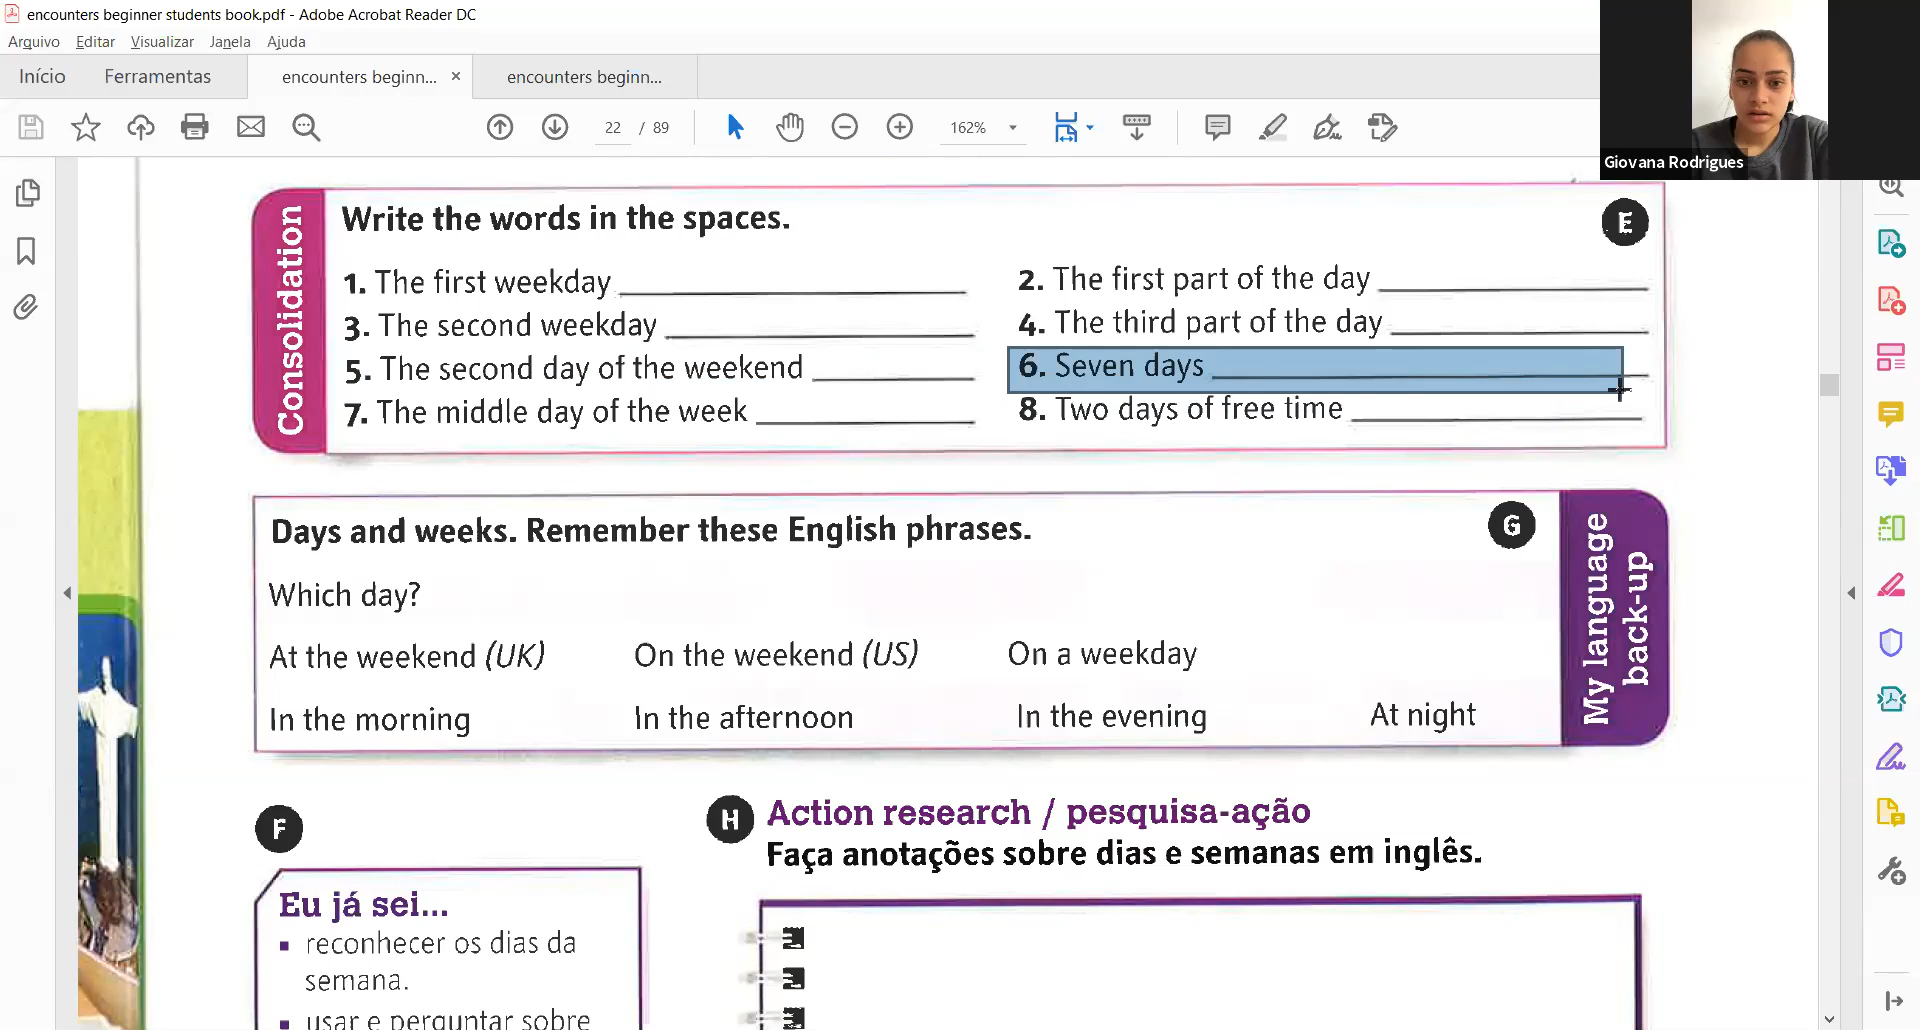 encounters beginner students book.pdf - Adobe Acrobat Reader DC
Arquivo Editar Visualizar Janela Ajuda
Início Ferramentas encounters beginn... × encounters beginn...
22 / 89 162%
Giovana Rodrigues
Consolidation
Write the words in the spaces.
E
1. The first weekday
2. The first part of the day
3. The second weekday
4. The third part of the day
5. The second day of the weekend
6. Seven days
7. The middle day of the week
8. Two days of free time
Days and weeks. Remember these English phrases.
G
My language
back-up
Which day?
At the weekend (UK) On the weekend (US) On a weekday
In the morning In the afternoon In the evening At night
F
H Action research / pesquisa-ação
Faça anotações sobre dias e semanas em inglês.
Eu já sei...
▪ reconhecer os dias da
semana.
▪ usar e perguntar sobre